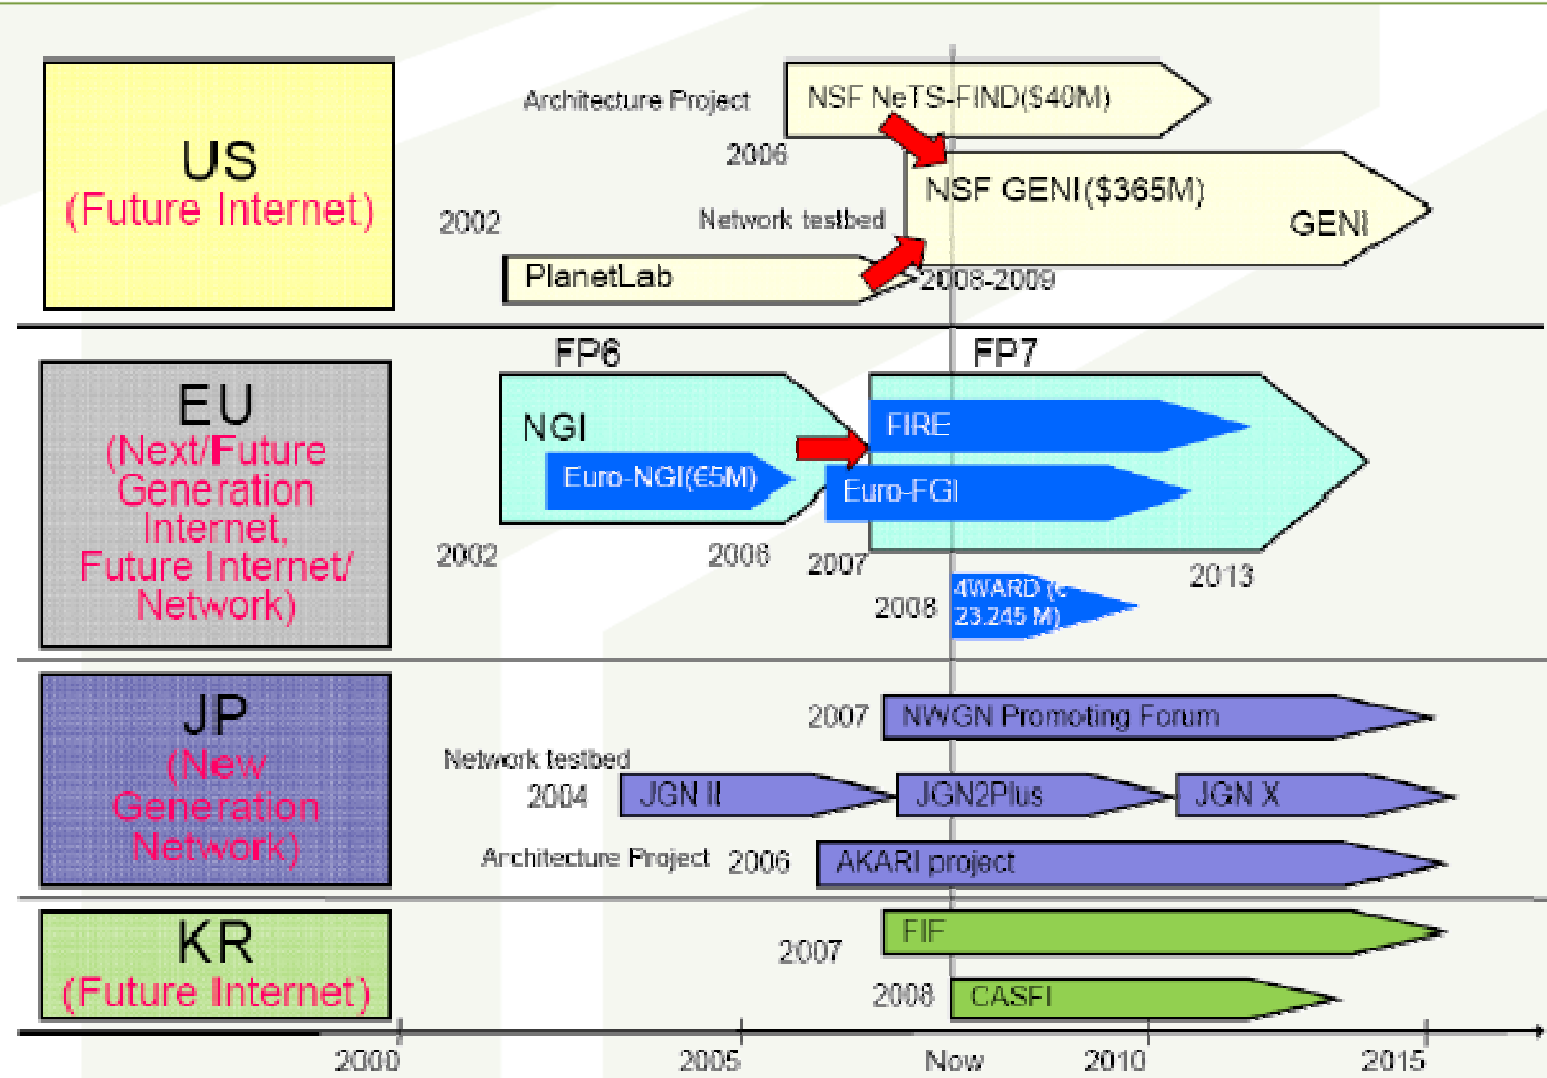 US
(Future Internet)
Architecture Project
NSF NeTS-FIND($40M)
2006
NSF GENI($365M)
GENI
2002
Network testbed
PlanetLab
2008-2009
EU
(Next/Future
Generation
Internet,
Future Internet/
Network)
FP6
FP7
NGI
FIRE
Euro-NGI(€5M)
Euro-FGI
2002
2006
2007
2013
2008
4WARD (€
23.245 M)
JP
(New
Generation
Network)
2007
NWGN Promoting Forum
Network testbed
2004
JGN II
JGN2Plus
JGN X
Architecture Project
2006
AKARI project
KR
(Future Internet)
2007
FIF
2008
CASFI
2000
2005
Now
2010
2015